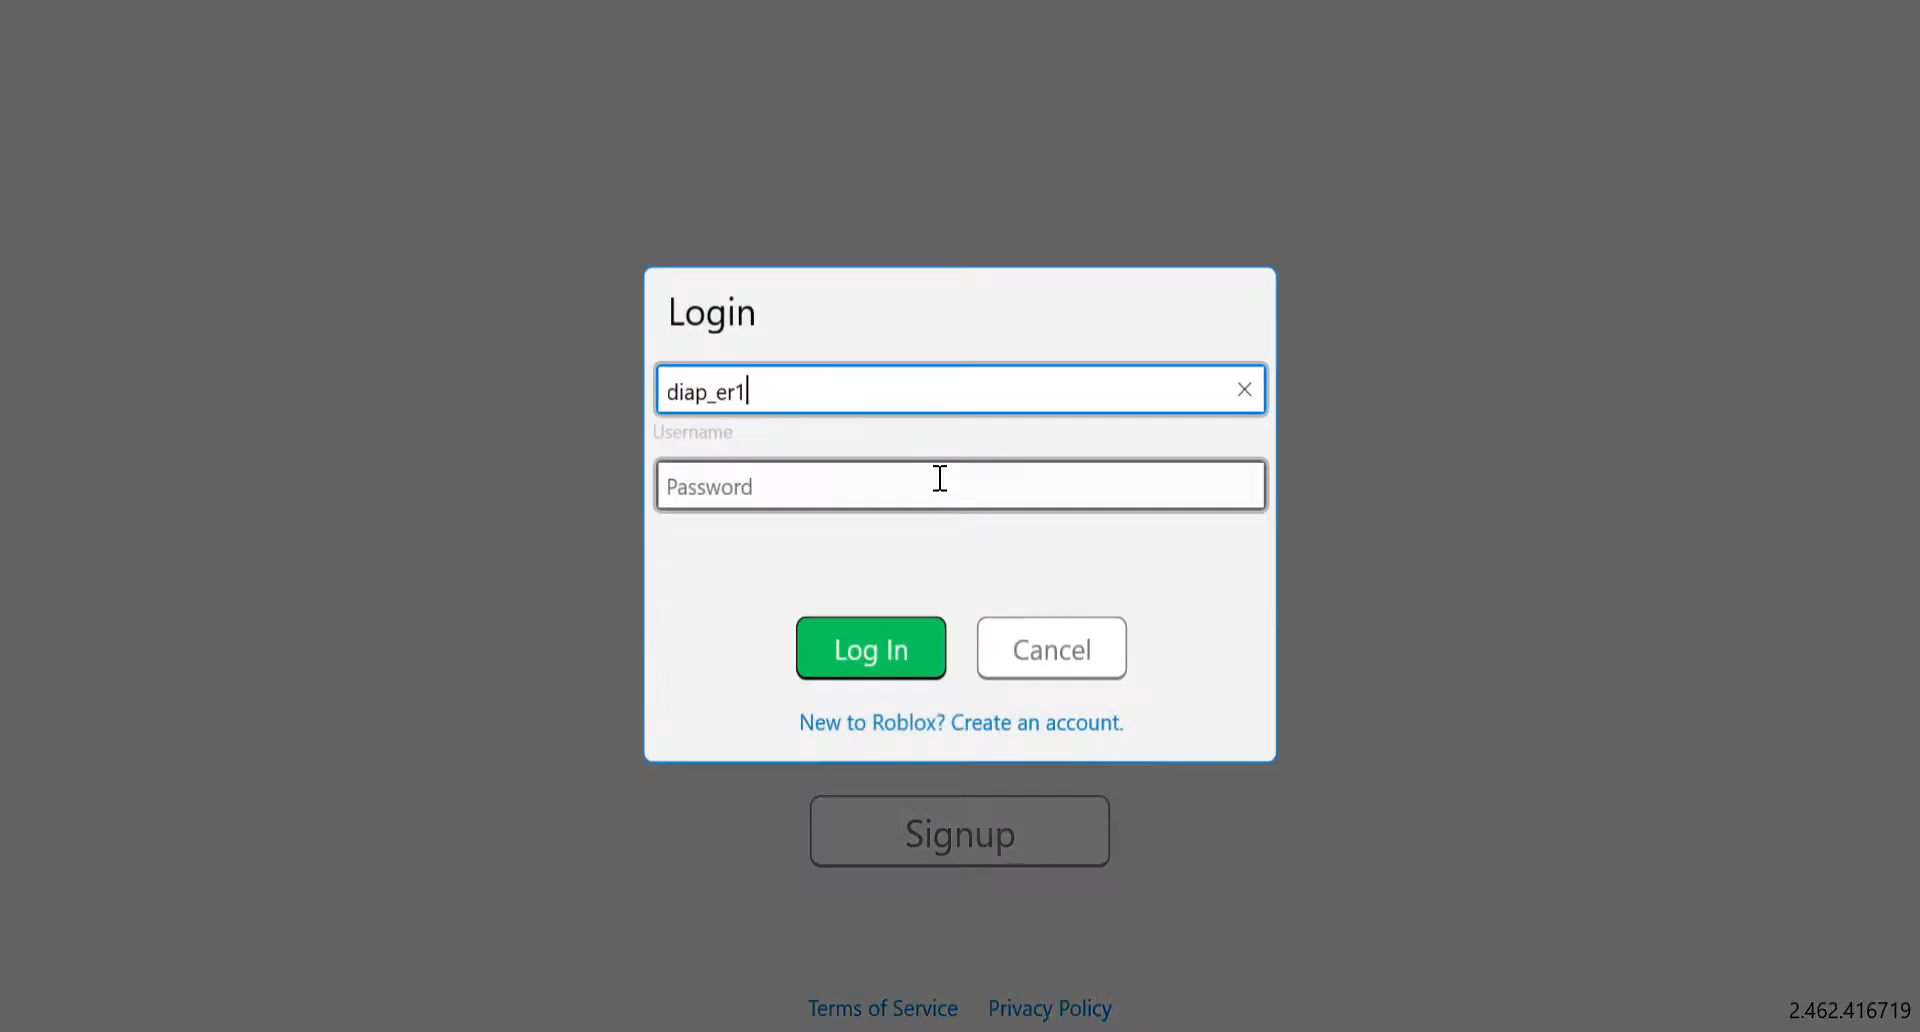 Login
diap_er1
Username
Password
Log In
Cancel
New to Roblox? Create an account.
Signup
Terms of Service
Privacy Policy
2.462.416719